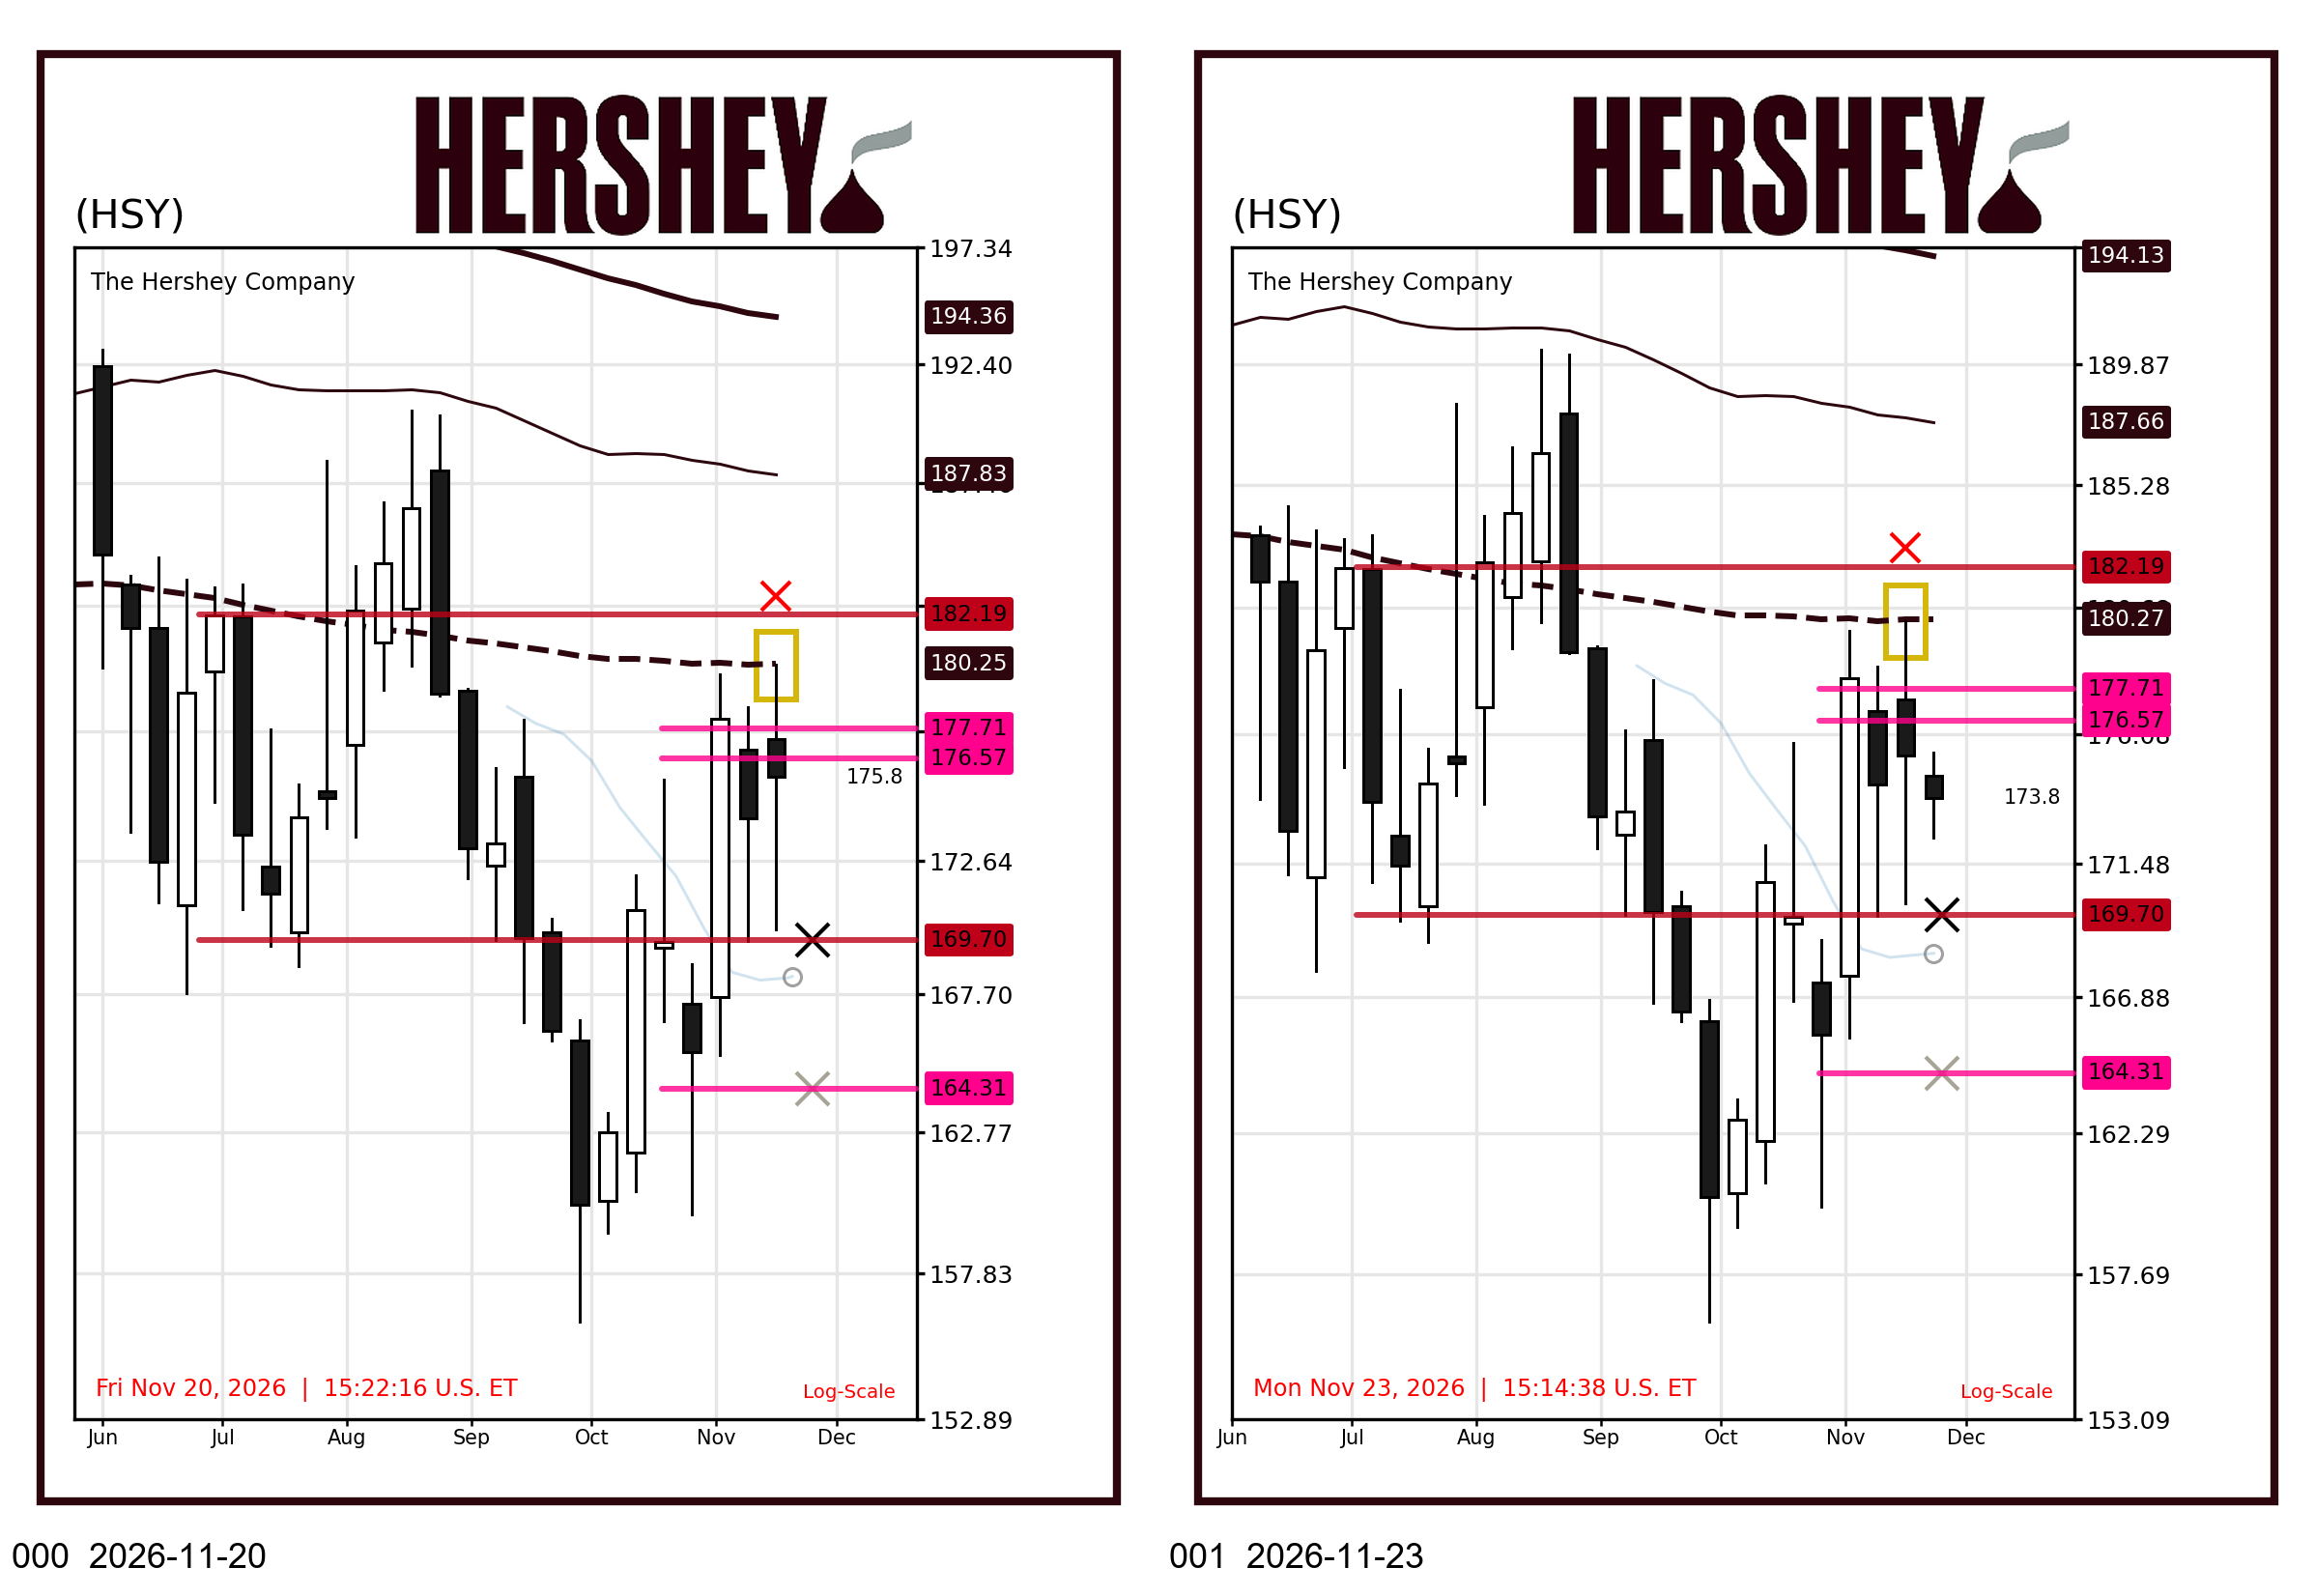 HERSHEY
(HSY)
The Hershey Company
197.34
194.36
192.40
187.83
182.19
180.25
177.71
176.57
175.8
172.64
169.70
167.70
164.31
162.77
157.83
152.89
Fri Nov 20, 2026 | 15:22:16 U.S. ET
Log-Scale
Jun Jul Aug Sep Oct Nov Dec
000 2026-11-20
HERSHEY
(HSY)
The Hershey Company
194.13
189.87
187.66
185.28
182.19
180.27
177.71
176.57
176.08
173.8
171.48
169.70
166.88
164.31
162.29
157.69
153.09
Mon Nov 23, 2026 | 15:14:38 U.S. ET
Log-Scale
Jun Jul Aug Sep Oct Nov Dec
001 2026-11-23